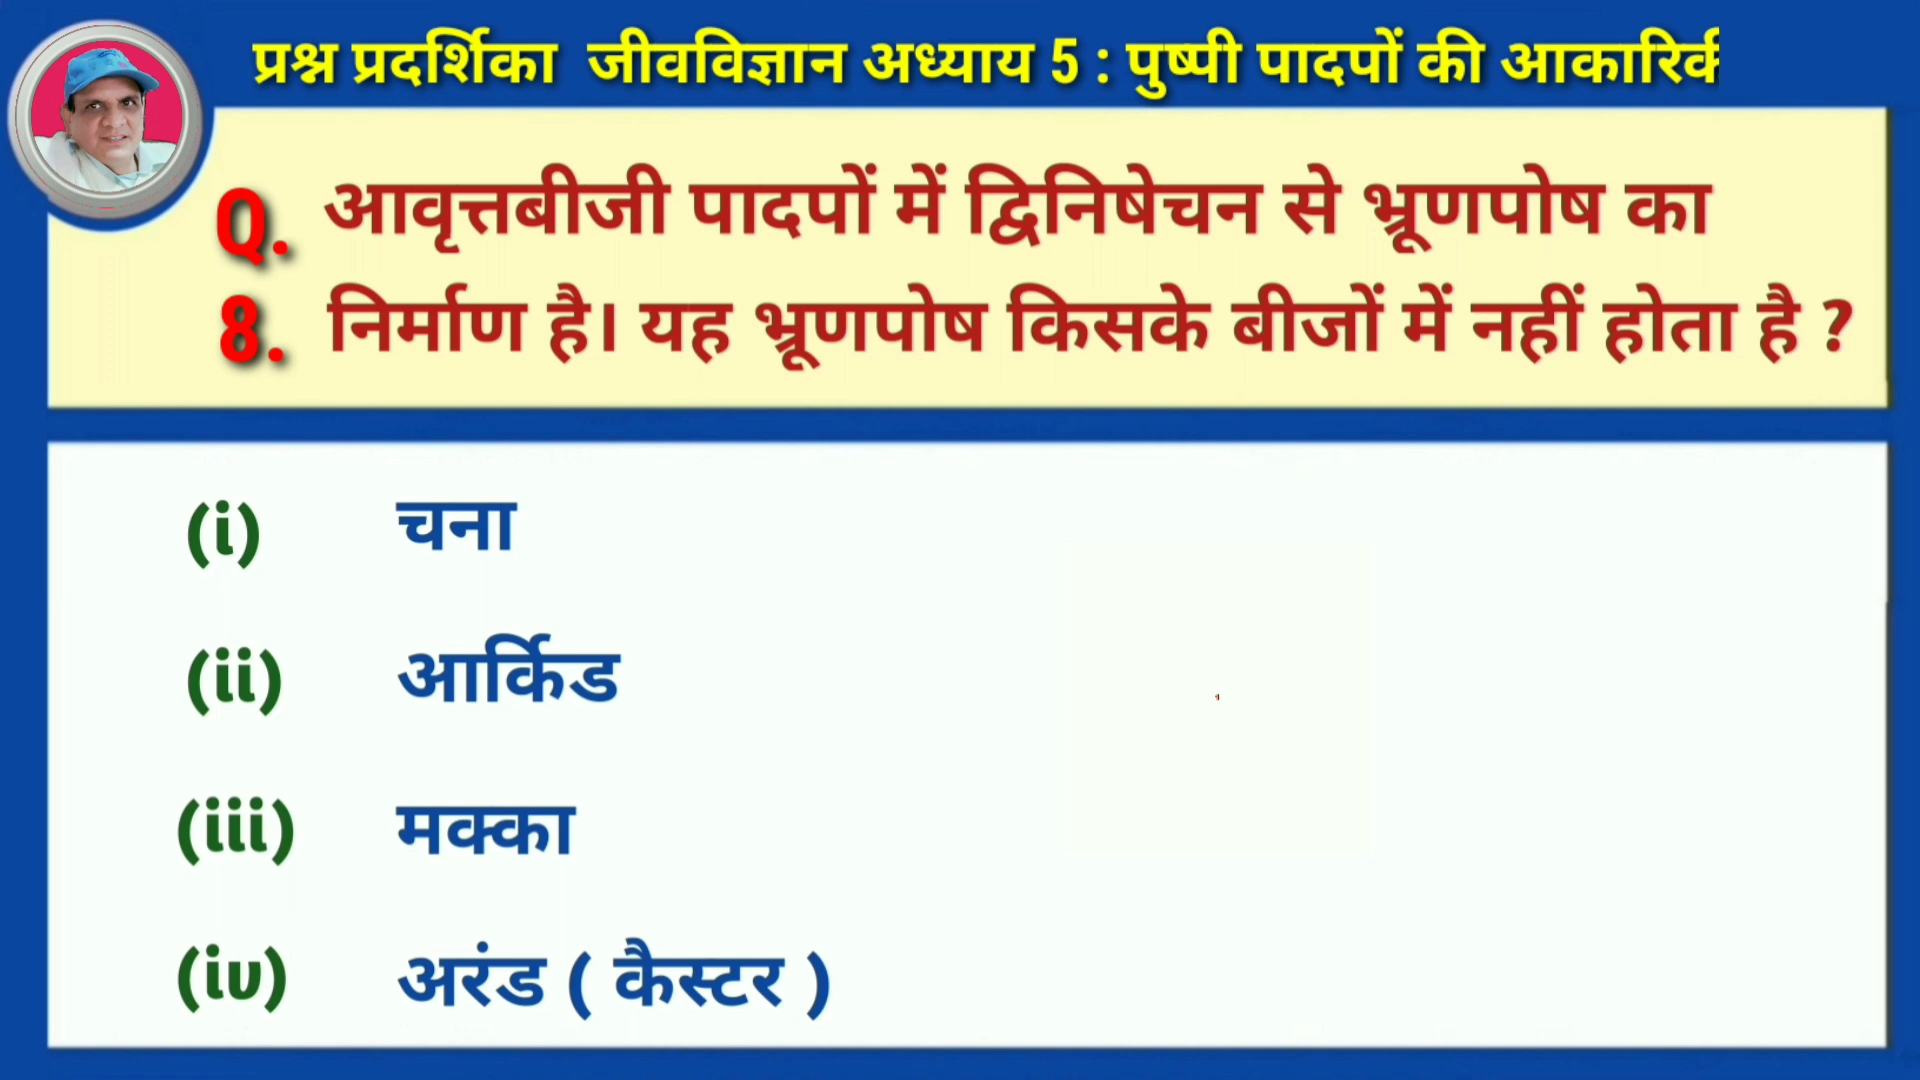 प्रश्न प्रदर्शिका जीवविज्ञान अध्याय 5 : पुष्पी पादपों की
Q. आवृत्तबीजी पादपों में द्विनिषेचन से भ्रूणपोष का
8. निर्माण है। यह भ्रूणपोष किसके बीजों में नहीं होता है ?
(i) चना
(ii) आर्किड
(iii) मक्का
(iv) अरंड ( कैस्टर )